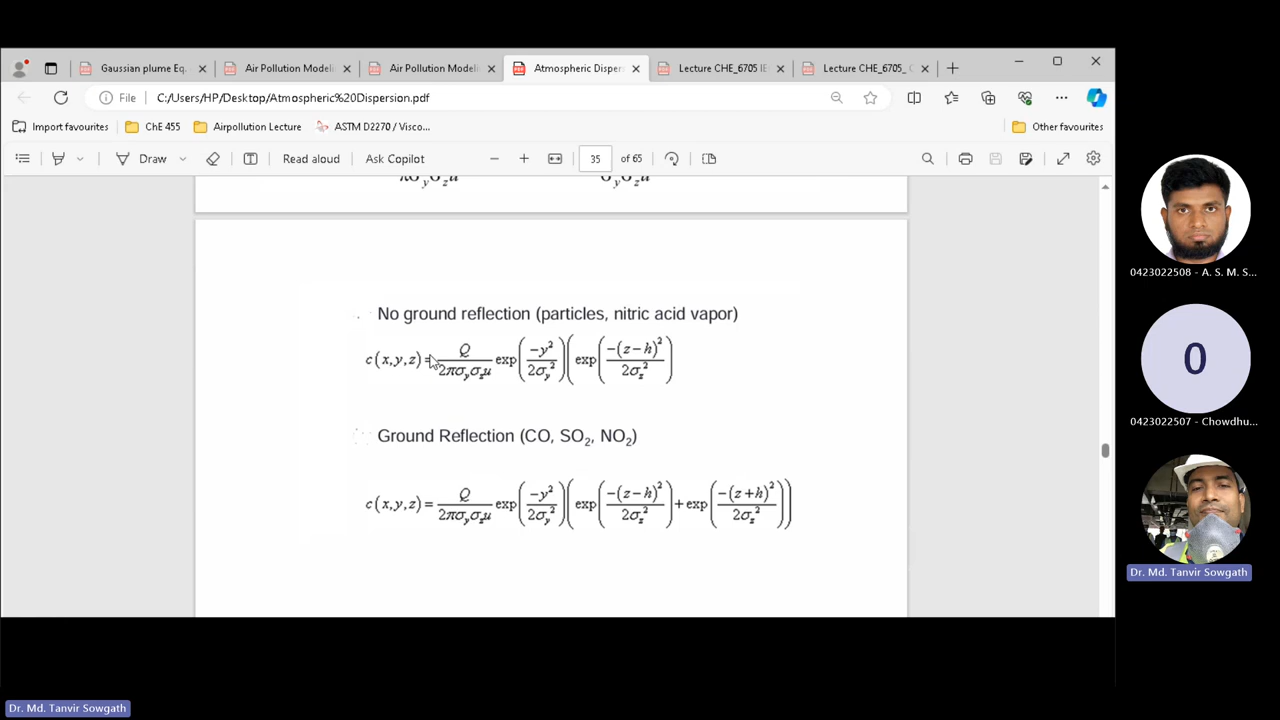 Gaussian plume Eq.
Air Pollution Modeli
Air Pollution Modeli
Atmospheric Disper
Lecture CHE_6705 IE
Lecture CHE_6705_ C
File
C:/Users/HP/Desktop/Atmospheric%20Dispersion.pdf
Import favourites
ChE 455
Airpollution Lecture
ASTM D2270 / Visco...
Other favourites
Draw
Read aloud
Ask Copilot
35 of 65
πσ_yσ_zu
σ_yσ_zu
No ground reflection (particles, nitric acid vapor)
c(x,y,z)= Q/(2πσ_yσ_zu) exp(-y²/(2σ_y²))(exp(-(z-h)²/(2σ_z²))
Ground Reflection (CO, SO₂, NO₂)
c(x,y,z)= Q/(2πσ_yσ_zu) exp(-y²/(2σ_y²))(exp(-(z-h)²/(2σ_z²))+exp(-(z+h)²/(2σ_z²)))
0423022508 - A. S. M. S...
0
0423022507 - Chowdhu...
Dr. Md. Tanvir Sowgath
Dr. Md. Tanvir Sowgath